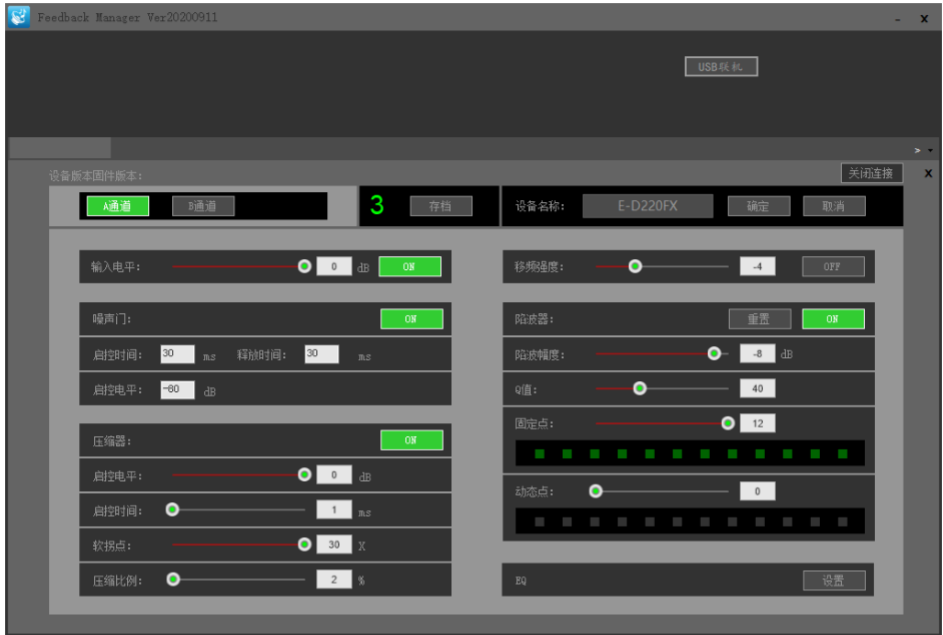 Feedback Manager Ver20200911
USB联机
设备版本固件版本:
关闭连接
A通道 B通道 3 存档 设备名称: E-D220FX 确定 取消
输入电平: 0 dB ON
移频强度: -4 OFF
噪声门: ON
陷波器: 重置 ON
启控时间: 30 ms 释放时间: 30 ms
陷波幅度: -8 dB
启控电平: -60 dB
Q值: 40
压缩器: ON
固定点: 12
启控电平: 0 dB
动态点: 0
启控时间: 1 ms
软拐点: 30 X
压缩比例: 2 %
EQ 设置